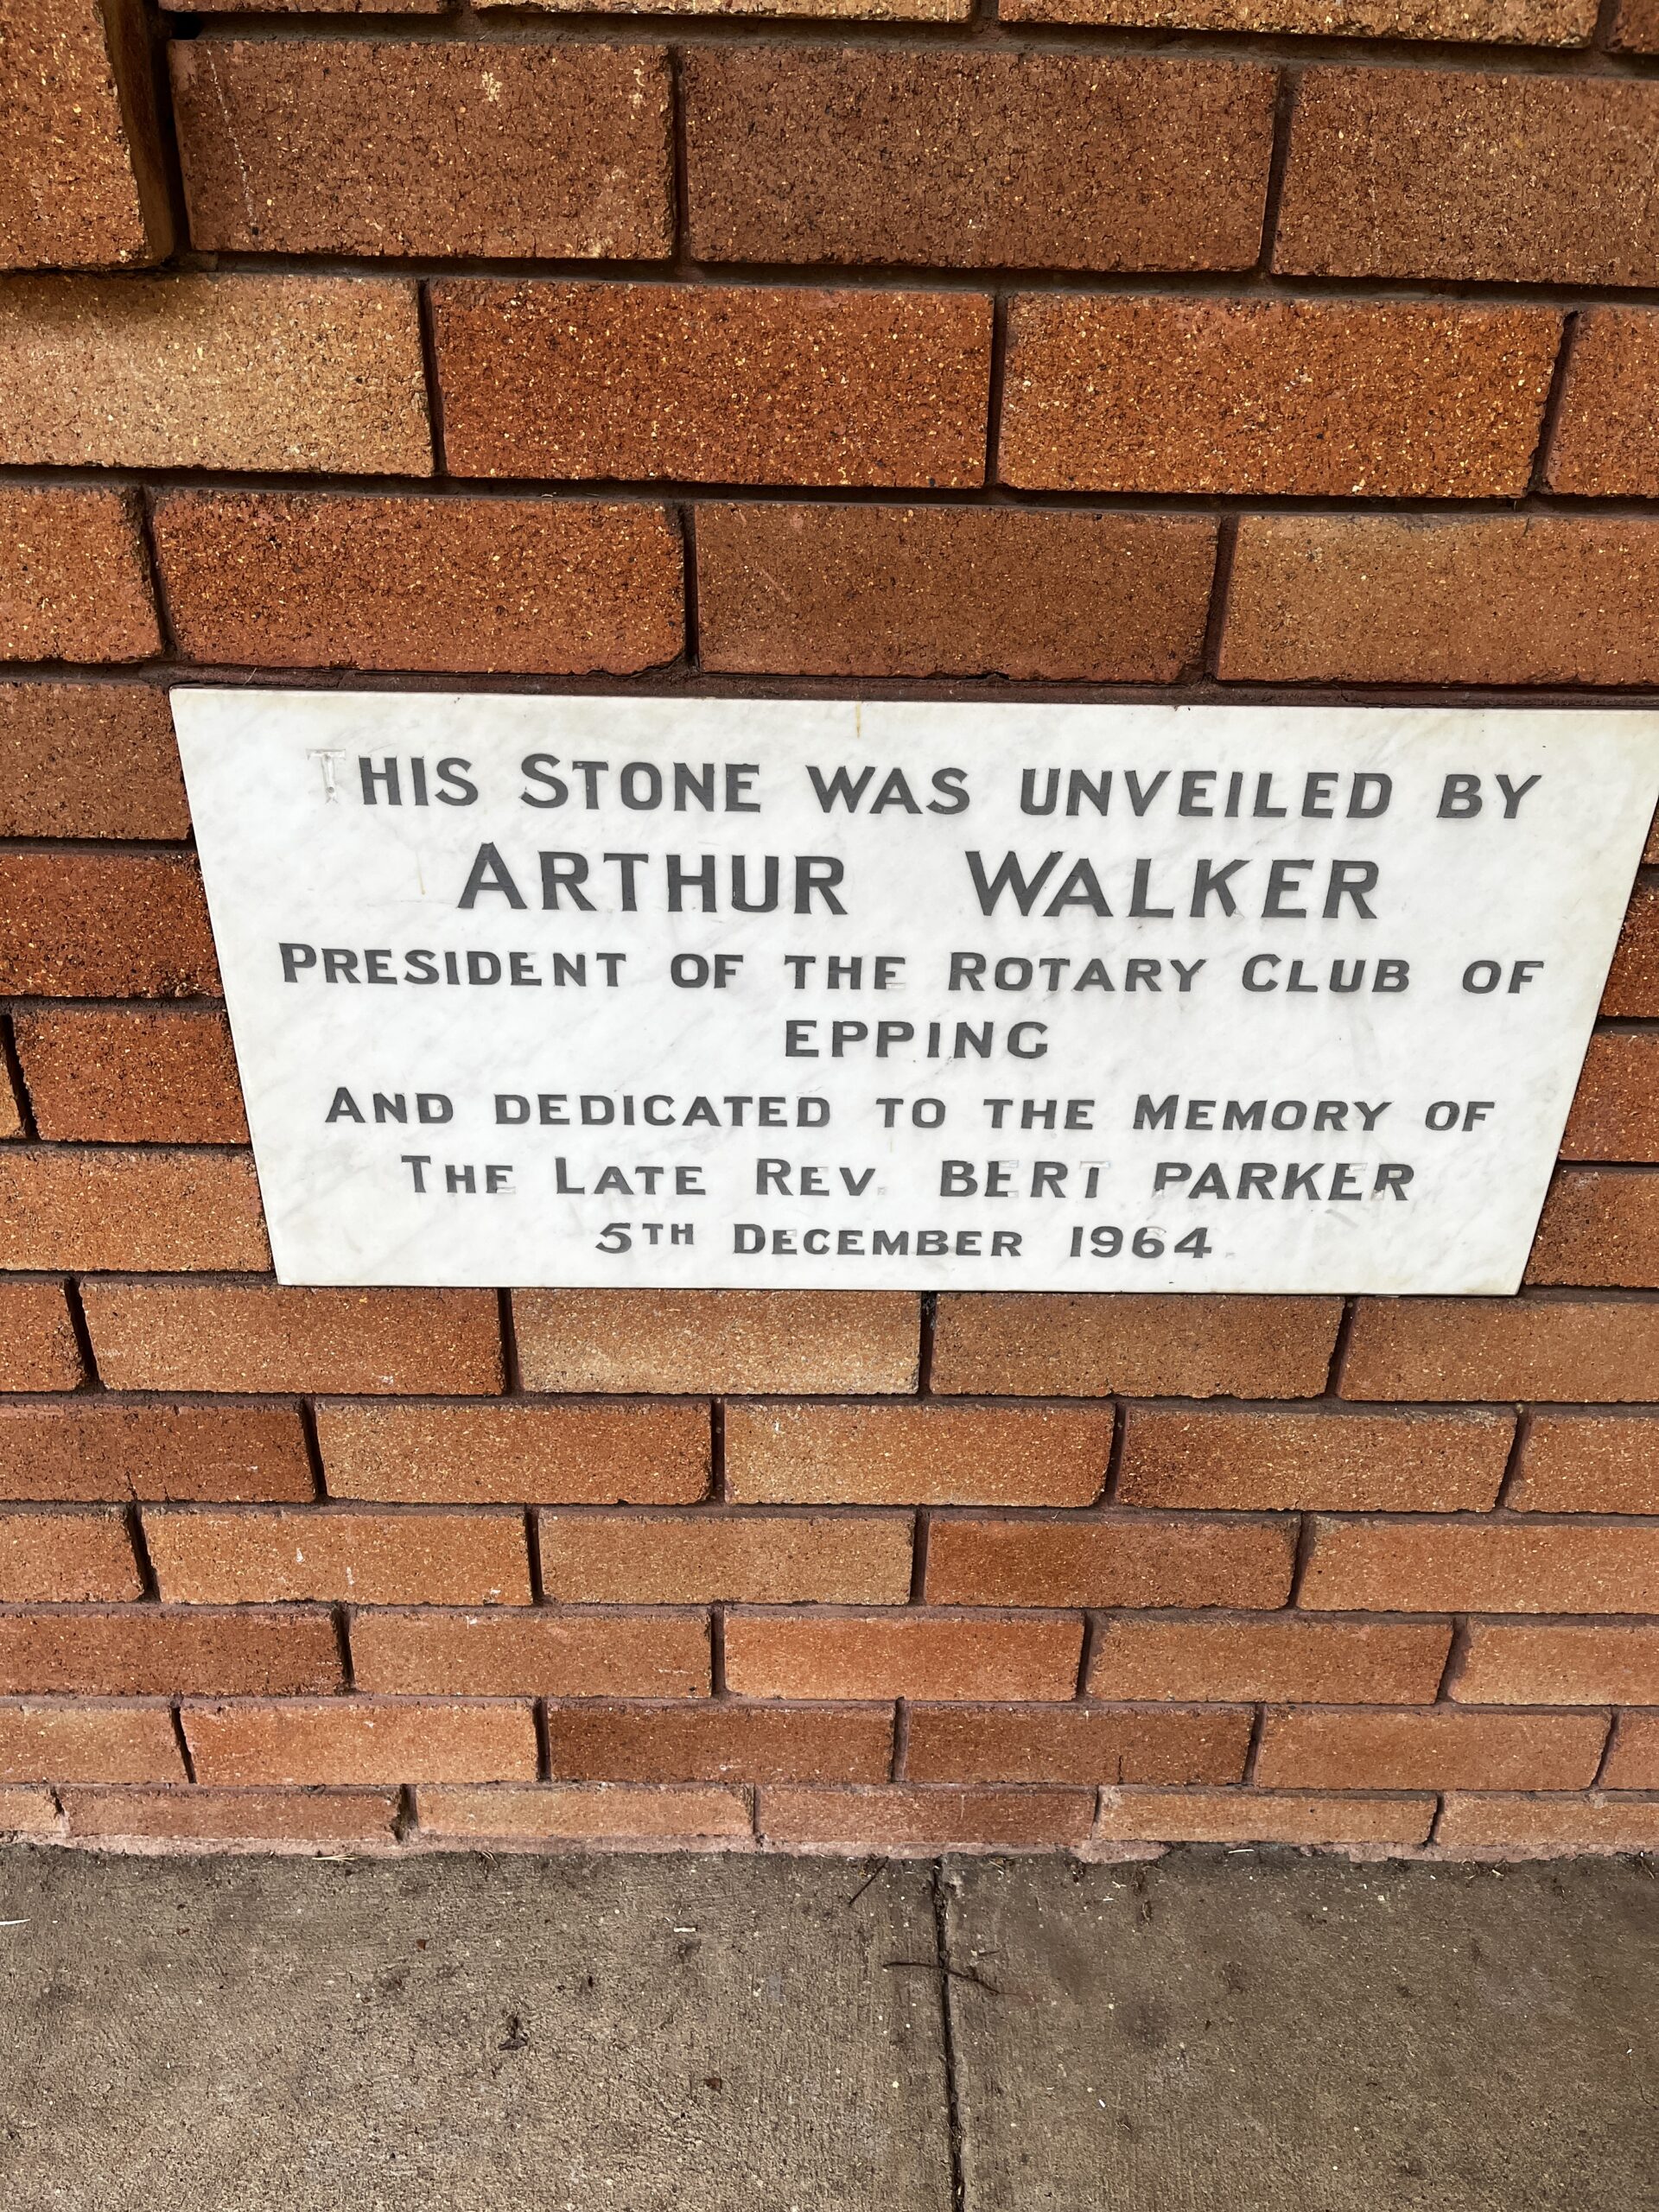 THIS STONE WAS UNVEILED BY
ARTHUR WALKER
PRESIDENT OF THE ROTARY CLUB OF
EPPING
AND DEDICATED TO THE MEMORY OF
THE LATE REV. BERT PARKER
5TH DECEMBER 1964.